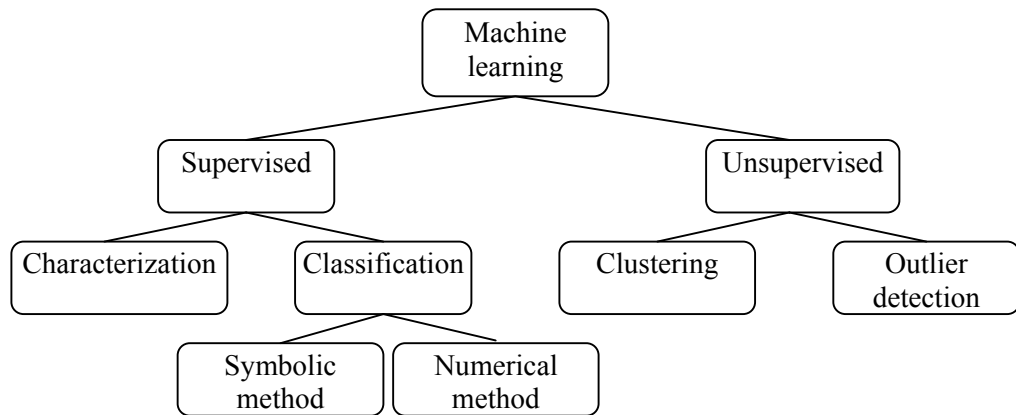 Machine
learning
Supervised
Unsupervised
Characterization
Classification
Clustering
Outlier
detection
Symbolic
method
Numerical
method